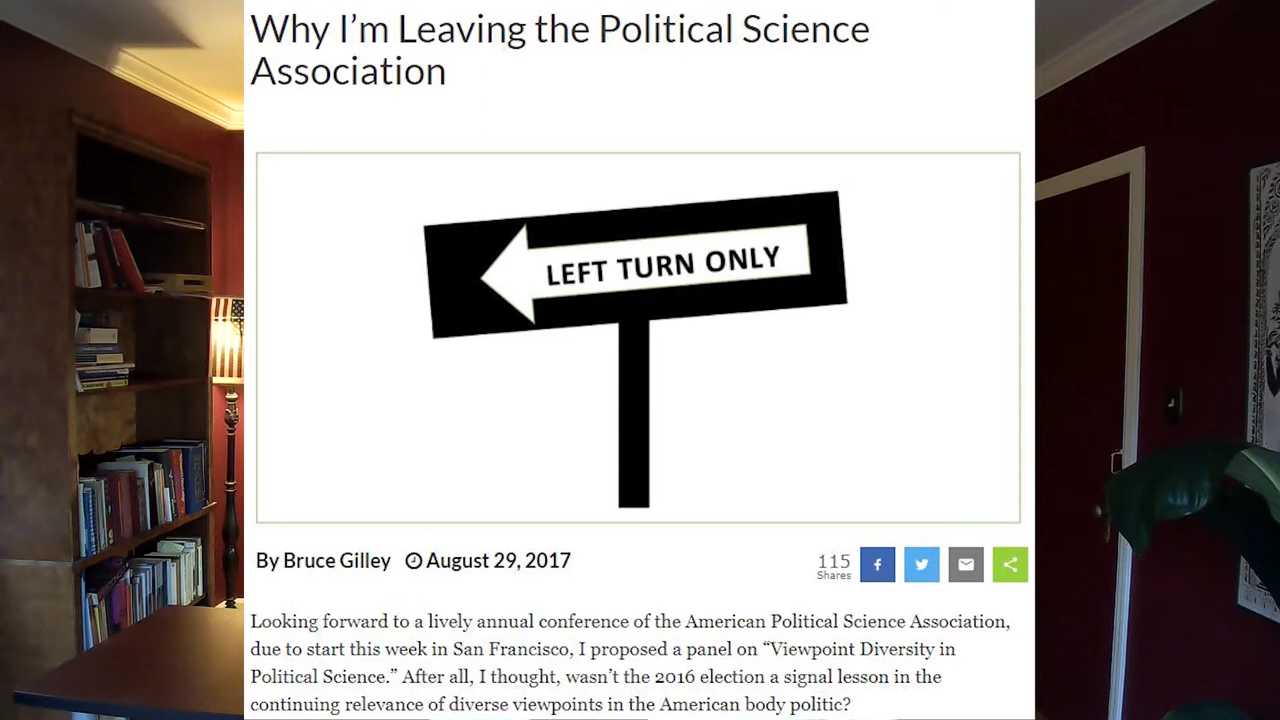 Why I’m Leaving the Political Science
Association
LEFT TURN ONLY
By Bruce Gilley August 29, 2017
115
Shares
Looking forward to a lively annual conference of the American Political Science Association,
due to start this week in San Francisco, I proposed a panel on “Viewpoint Diversity in
Political Science.” After all, I thought, wasn’t the 2016 election a signal lesson in the
continuing relevance of diverse viewpoints in the American body politic?